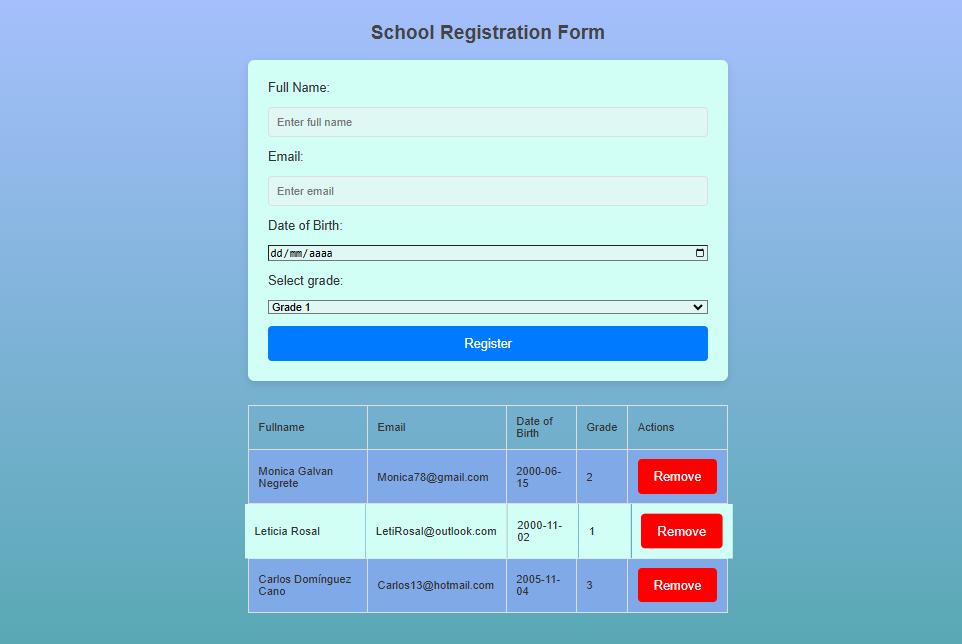 School Registration Form
Full Name:
Enter full name
Email:
Enter email
Date of Birth:
dd/mm/aaaa
Select grade:
Grade 1
Register
Fullname Email Date of Birth Grade Actions
Monica Galvan Negrete Monica78@gmail.com 2000-06-15 2 Remove
Leticia Rosal LetiRosal@outlook.com 2000-11-02 1 Remove
Carlos Domínguez Cano Carlos13@hotmail.com 2005-11-04 3 Remove